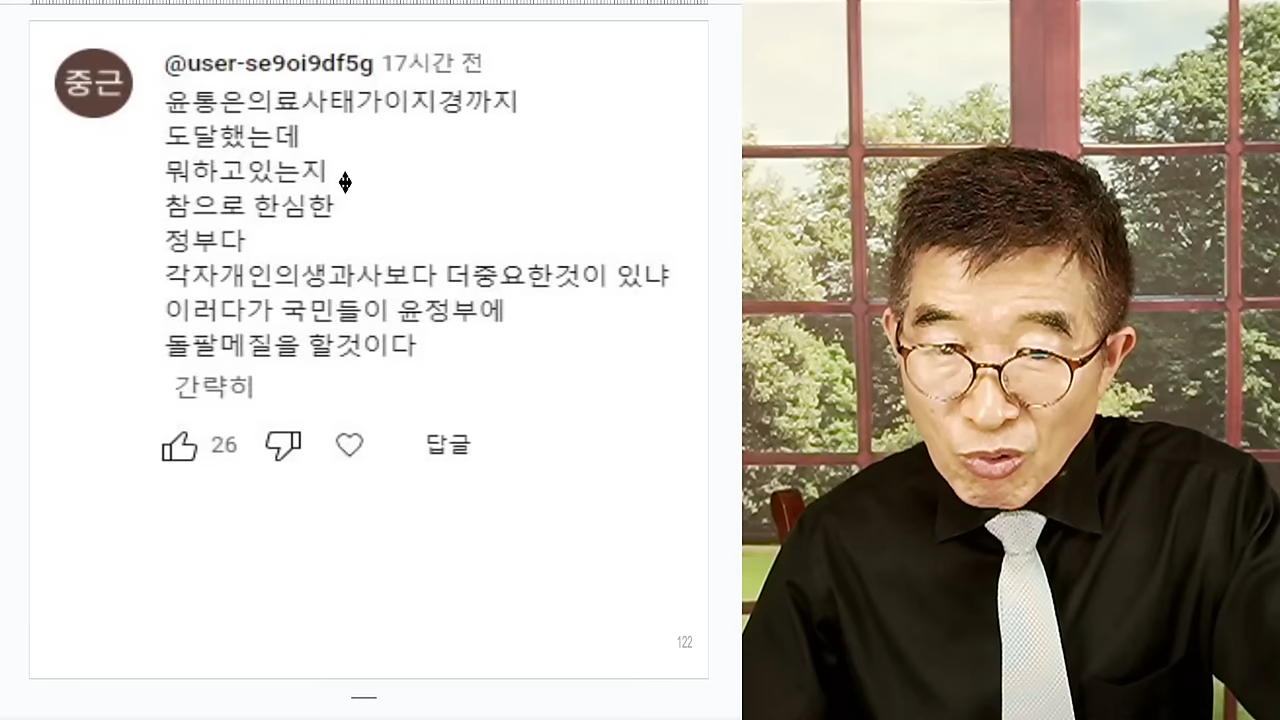 중근
@user-se9oi9df5g 17시간 전
윤통은의료사태가이지경까지
도달했는데
뭐하고있는지
참으로 한심한
정부다
각자개인의생과사보다 더중요한것이 있냐
이러다가 국민들이 윤정부에
돌팔메질을 할것이다
간략히
26
답글
122